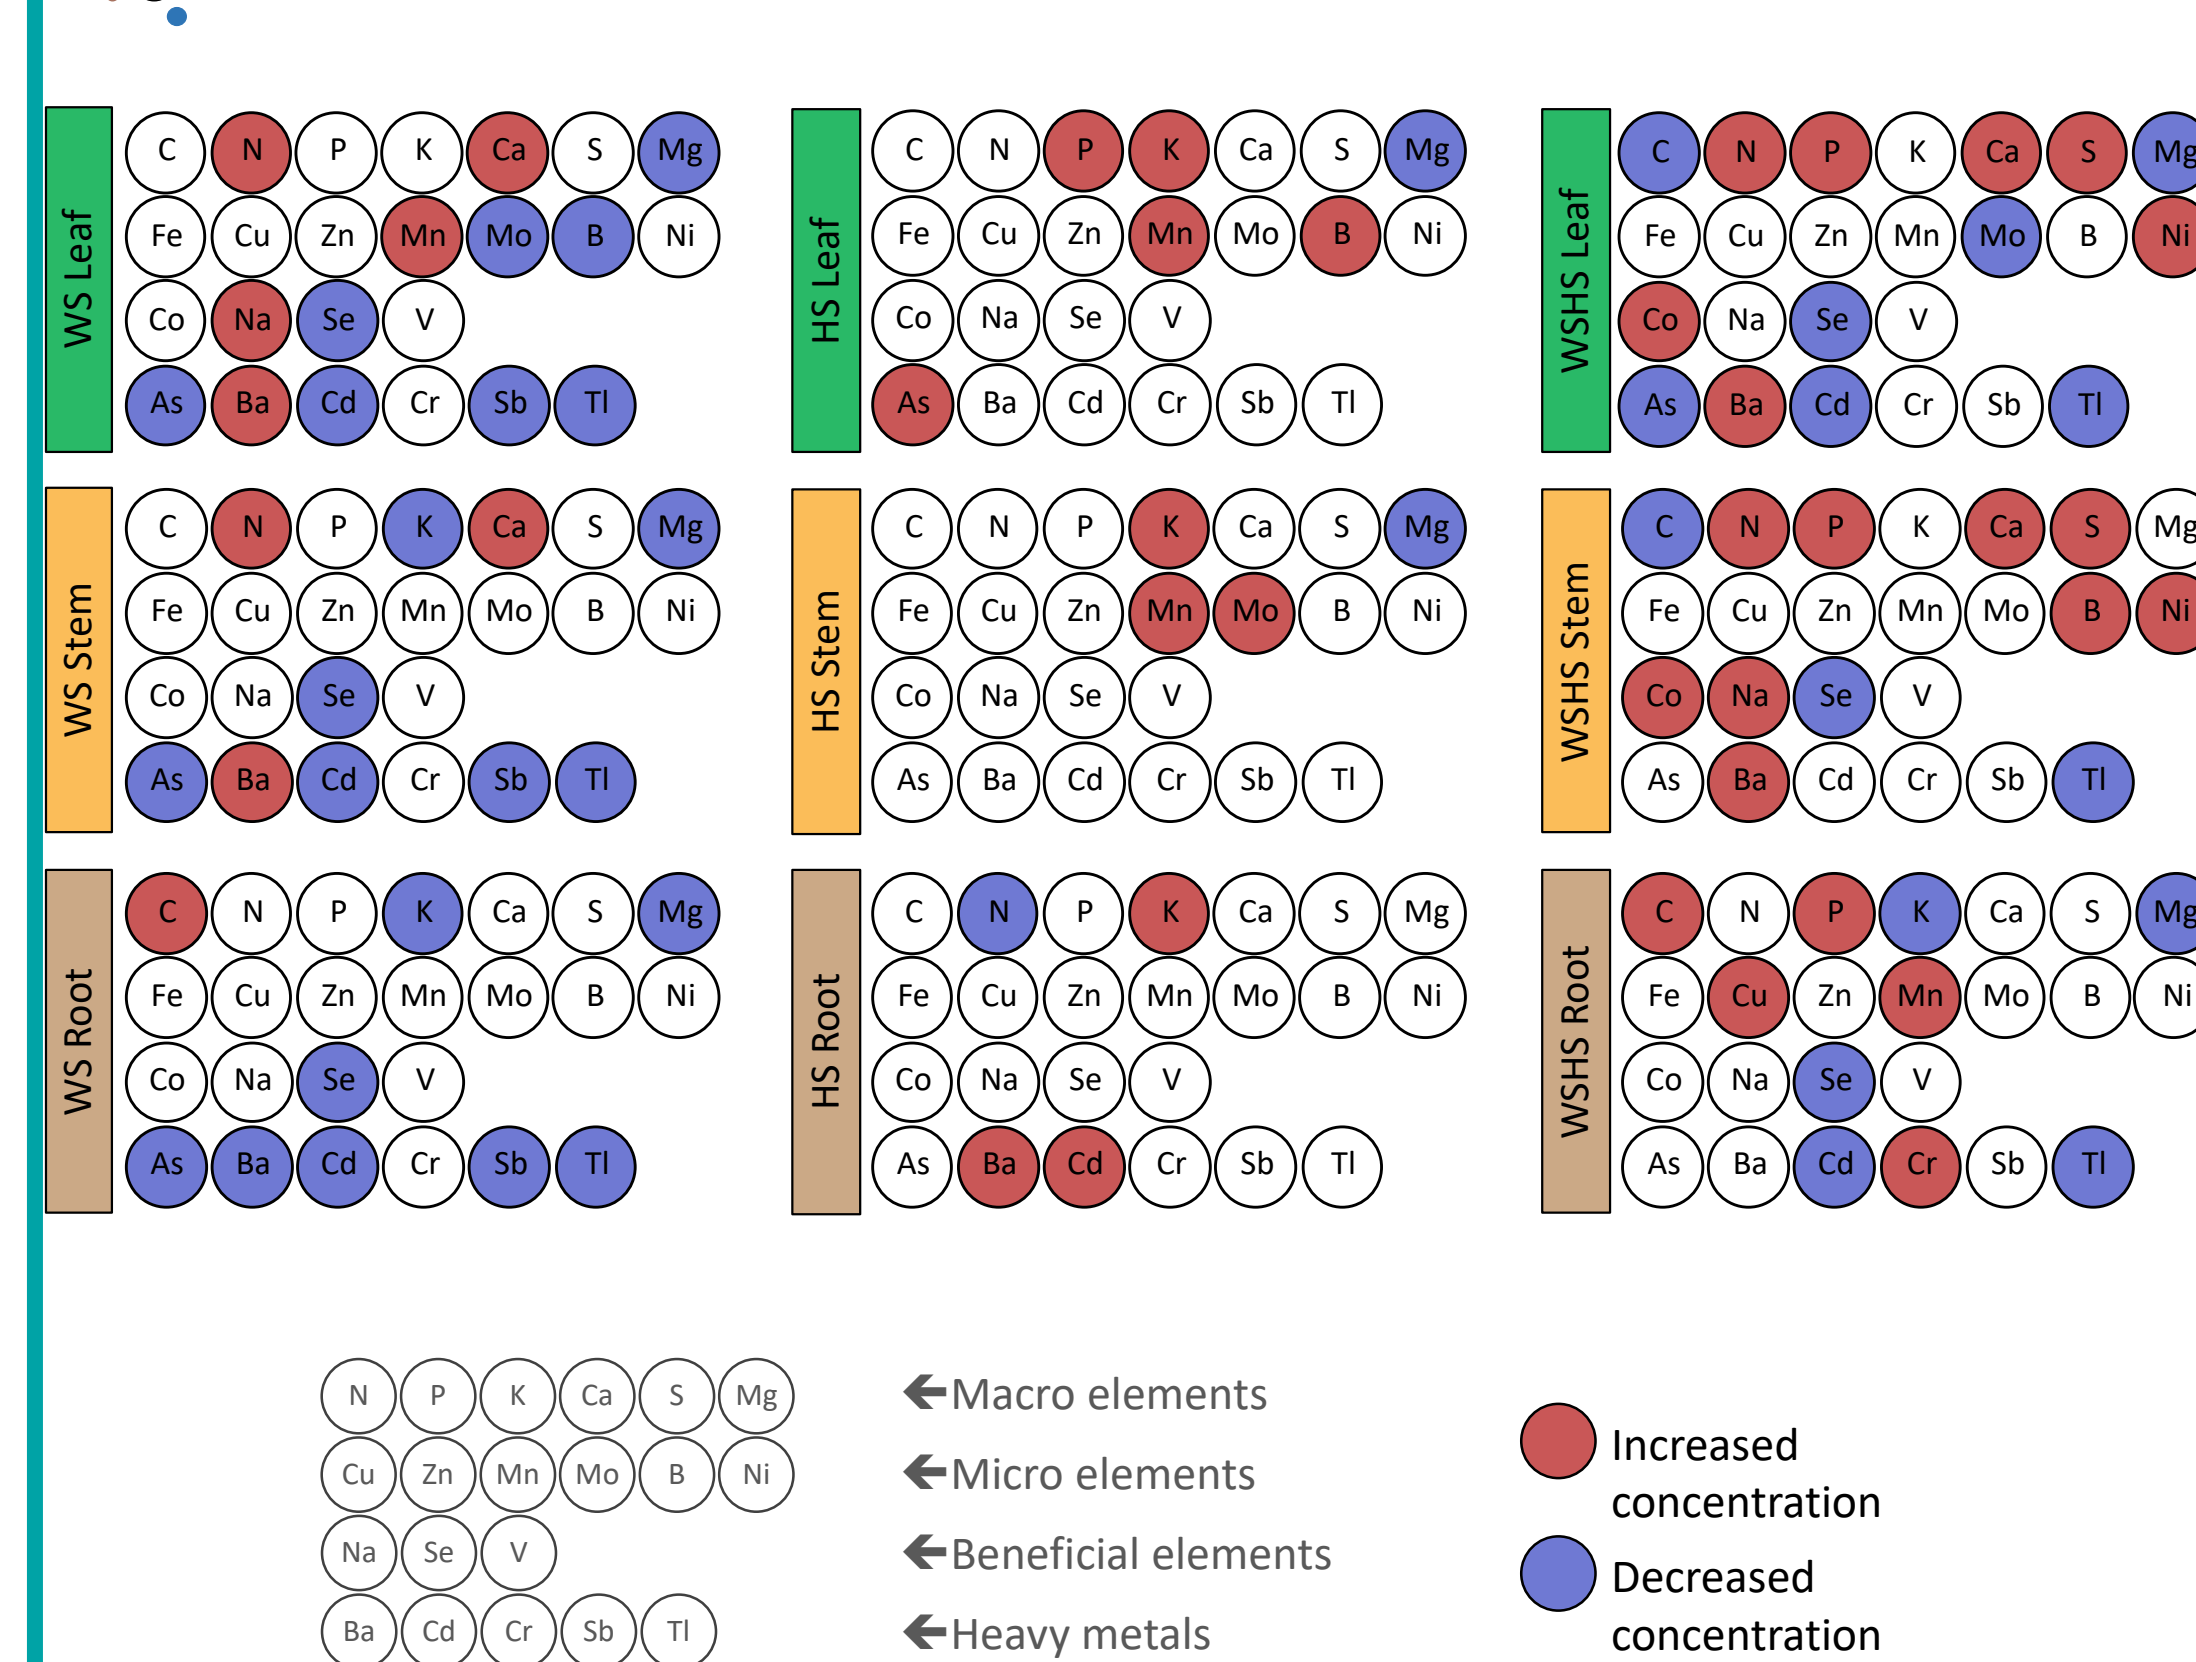 WS Leaf
C N P K Ca S Mg
Fe Cu Zn Mn Mo B Ni
Co Na Se V
As Ba Cd Cr Sb Tl
HS Leaf
C N P K Ca S Mg
Fe Cu Zn Mn Mo B Ni
Co Na Se V
As Ba Cd Cr Sb Tl
WSHS Leaf
C N P K Ca S Mg
Fe Cu Zn Mn Mo B Ni
Co Na Se V
As Ba Cd Cr Sb Tl
WS Stem
C N P K Ca S Mg
Fe Cu Zn Mn Mo B Ni
Co Na Se V
As Ba Cd Cr Sb Tl
HS Stem
C N P K Ca S Mg
Fe Cu Zn Mn Mo B Ni
Co Na Se V
As Ba Cd Cr Sb Tl
WSHS Stem
C N P K Ca S Mg
Fe Cu Zn Mn Mo B Ni
Co Na Se V
As Ba Cd Cr Sb Tl
WS Root
C N P K Ca S Mg
Fe Cu Zn Mn Mo B Ni
Co Na Se V
As Ba Cd Cr Sb Tl
HS Root
C N P K Ca S Mg
Fe Cu Zn Mn Mo B Ni
Co Na Se V
As Ba Cd Cr Sb Tl
WSHS Root
C N P K Ca S Mg
Fe Cu Zn Mn Mo B Ni
Co Na Se V
As Ba Cd Cr Sb Tl
N P K Ca S Mg ←Macro elements
Cu Zn Mn Mo B Ni ←Micro elements
Na Se V ←Beneficial elements
Ba Cd Cr Sb Tl ←Heavy metals
Increased
concentration
Decreased
concentration